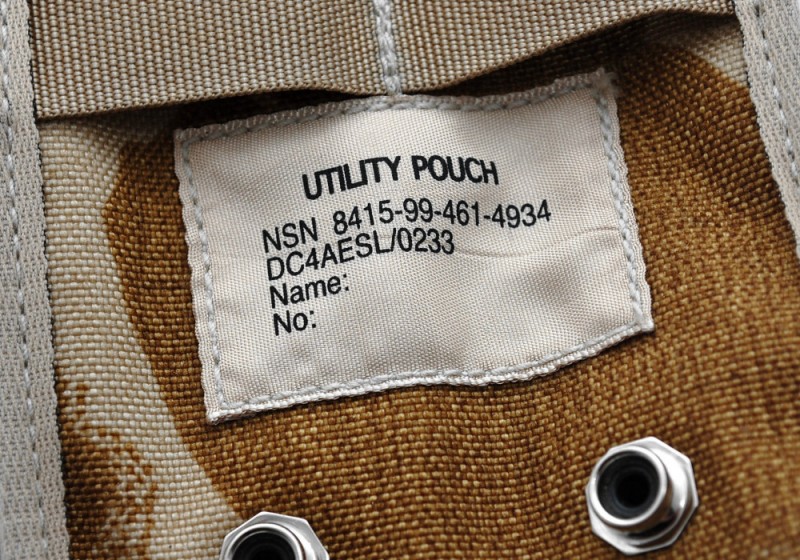 UTILITY POUCH
NSN 8415-99-461-4934
DC4AESL/0233
Name:
No: